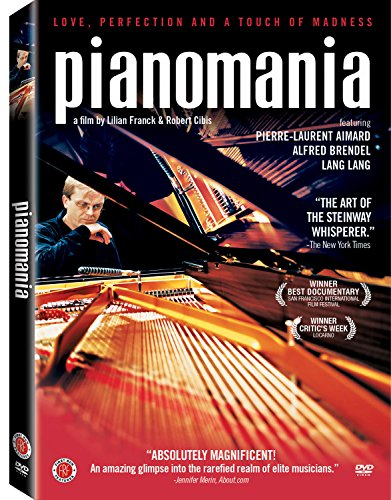 LOVE, PERFECTION AND A TOUCH OF MADNESS
pianomania
a film by Lilian Franck & Robert Cibis
featuring
PIERRE-LAURENT AIMARD
ALFRED BRENDEL
LANG LANG
"THE ART OF
THE STEINWAY
WHISPERER."
-The New York Times
WINNER
BEST DOCUMENTARY
SAN FRANCISCO INTERNATIONAL
FILM FESTIVAL
WINNER
CRITIC'S WEEK
LOCARNO
"ABSOLUTELY MAGNIFICENT!
An amazing glimpse into the rarefied realm of elite musicians."
-Jennifer Merin, About.com
DVD
VIDEO
pianomania
FRF
DVD